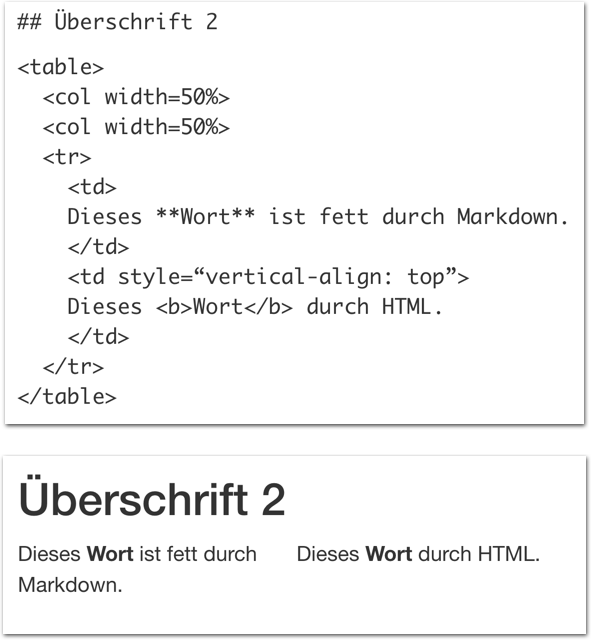 ## Überschrift 2
<table>
<col width=50%>
<col width=50%>
<tr>
<td>
Dieses **Wort** ist fett durch Markdown.
</td>
<td style=“vertical-align: top”>
Dieses <b>Wort</b> durch HTML.
</td>
</tr>
</table>
Überschrift 2
Dieses Wort ist fett durch
Markdown.
Dieses Wort durch HTML.